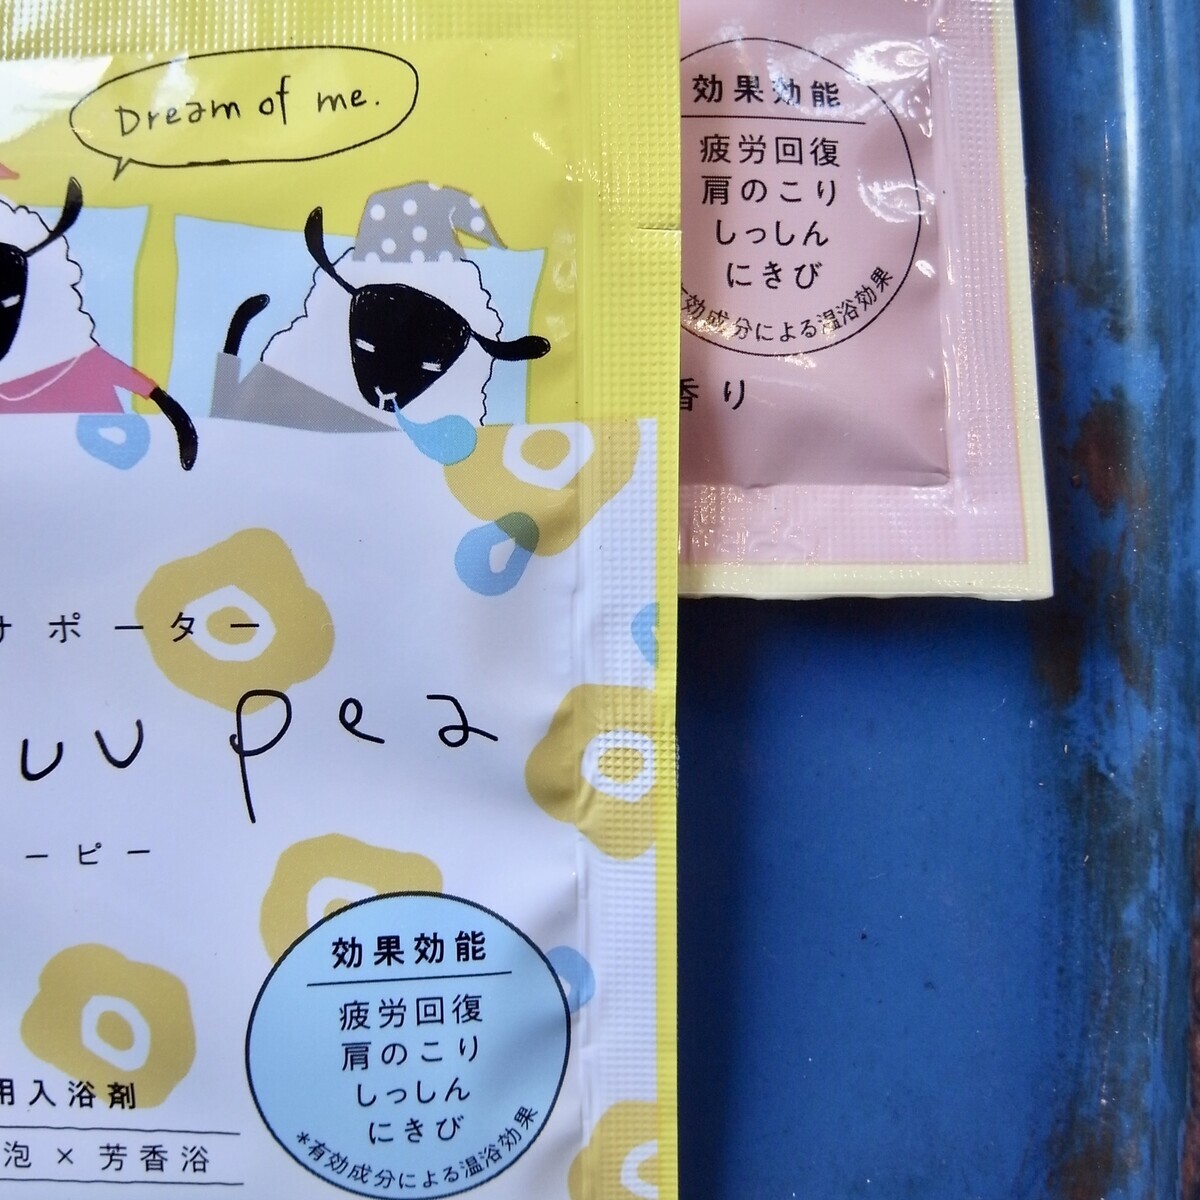 Dream of me.
サポーター
uu pea
ーピー
効果効能
疲労回復
肩のこり
しっしん
にきび
*有効成分による温浴効果
用入浴剤
泡 × 芳香浴
効果効能
疲労回復
肩のこり
しっしん
にきび
有効成分による温浴効果
香り